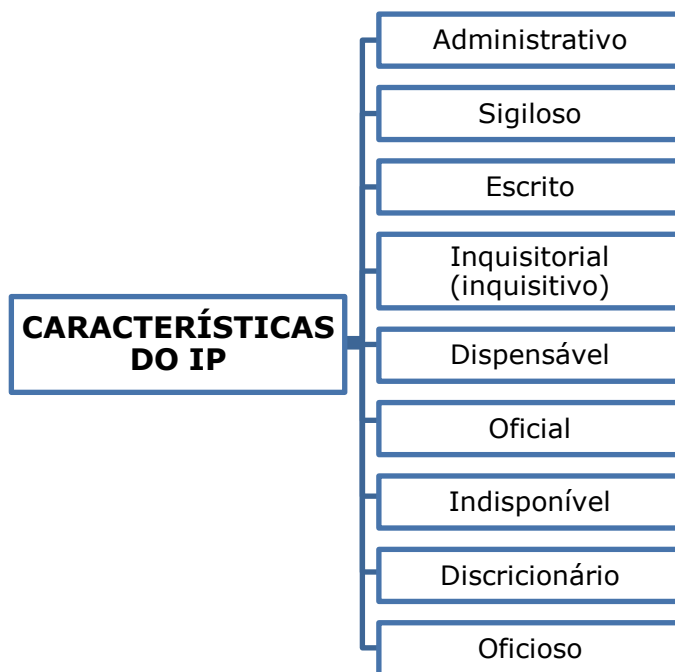 CARACTERÍSTICAS
DO IP
Administrativo
Sigiloso
Escrito
Inquisitorial
(inquisitivo)
Dispensável
Oficial
Indisponível
Discricionário
Oficioso